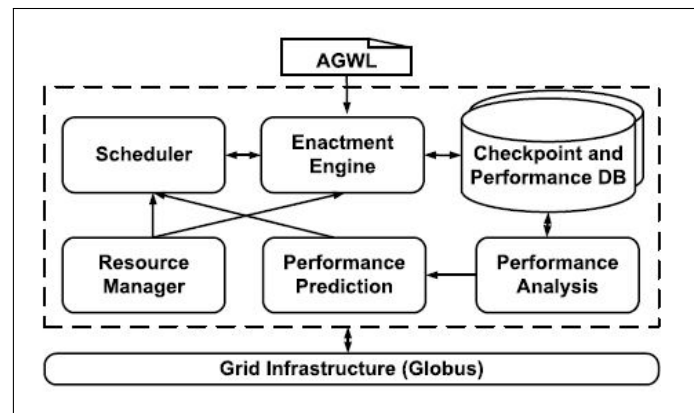 AGWL
Scheduler
Enactment
Engine
Checkpoint and
Performance DB
Resource
Manager
Performance
Prediction
Performance
Analysis
Grid Infrastructure (Globus)